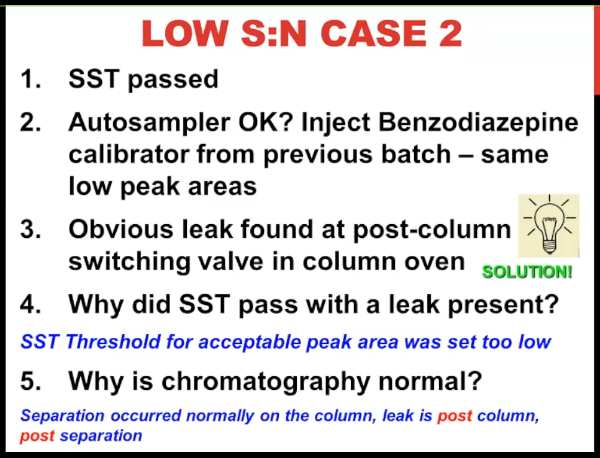 LOW S:N CASE 2
1. SST passed
2. Autosampler OK? Inject Benzodiazepine
calibrator from previous batch – same
low peak areas
3. Obvious leak found at post-column
switching valve in column oven
SOLUTION!
4. Why did SST pass with a leak present?
SST Threshold for acceptable peak area was set too low
5. Why is chromatography normal?
Separation occurred normally on the column, leak is post column,
post separation